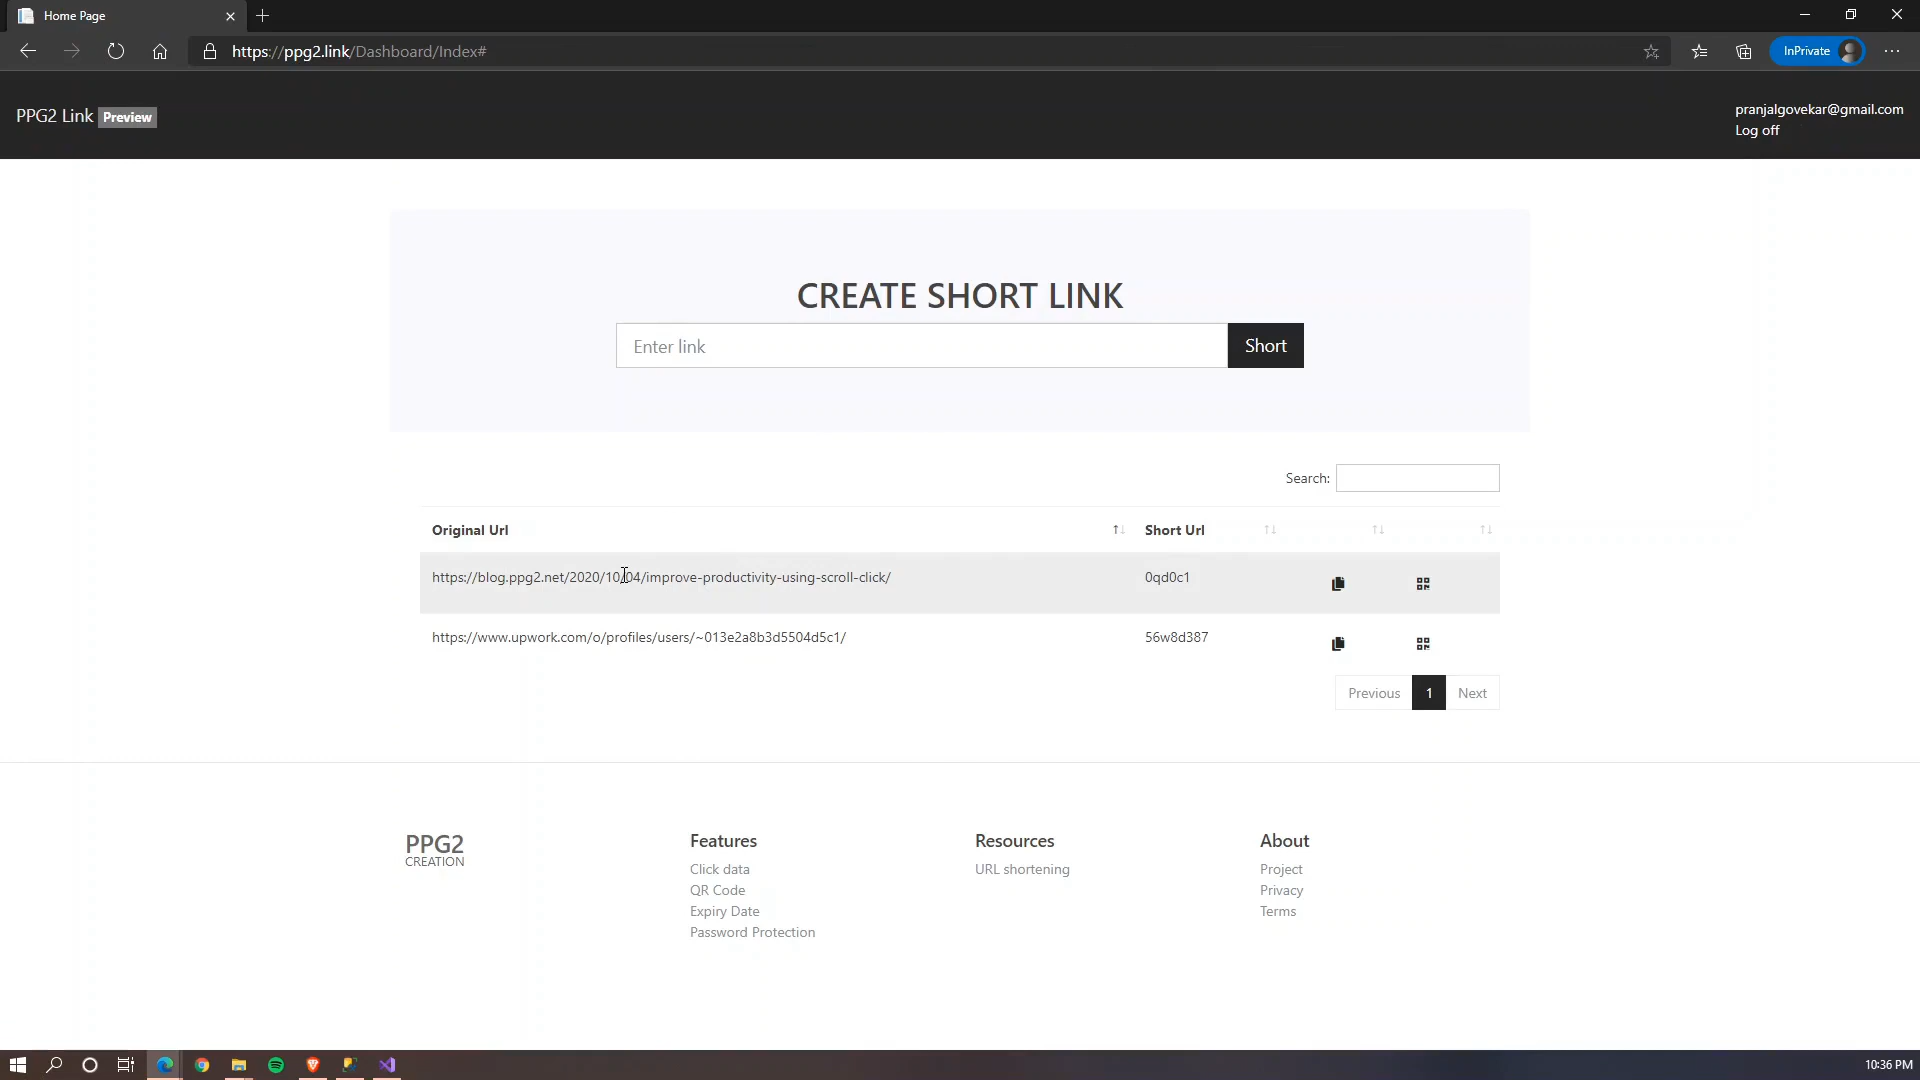 Home Page
https://ppg2.link/Dashboard/Index#
InPrivate
PPG2 Link Preview
pranjalgovekar@gmail.com
Log off
CREATE SHORT LINK
Enter link
Short
Search:
Original Url
Short Url
https://blog.ppg2.net/2020/10/04/improve-productivity-using-scroll-click/
0qd0c1
https://www.upwork.com/o/profiles/users/~013e2a8b3d5504d5c1/
56w8d387
Previous
1
Next
PPG2
CREATION
Features
Click data
QR Code
Expiry Date
Password Protection
Resources
URL shortening
About
Project
Privacy
Terms
10:36 PM